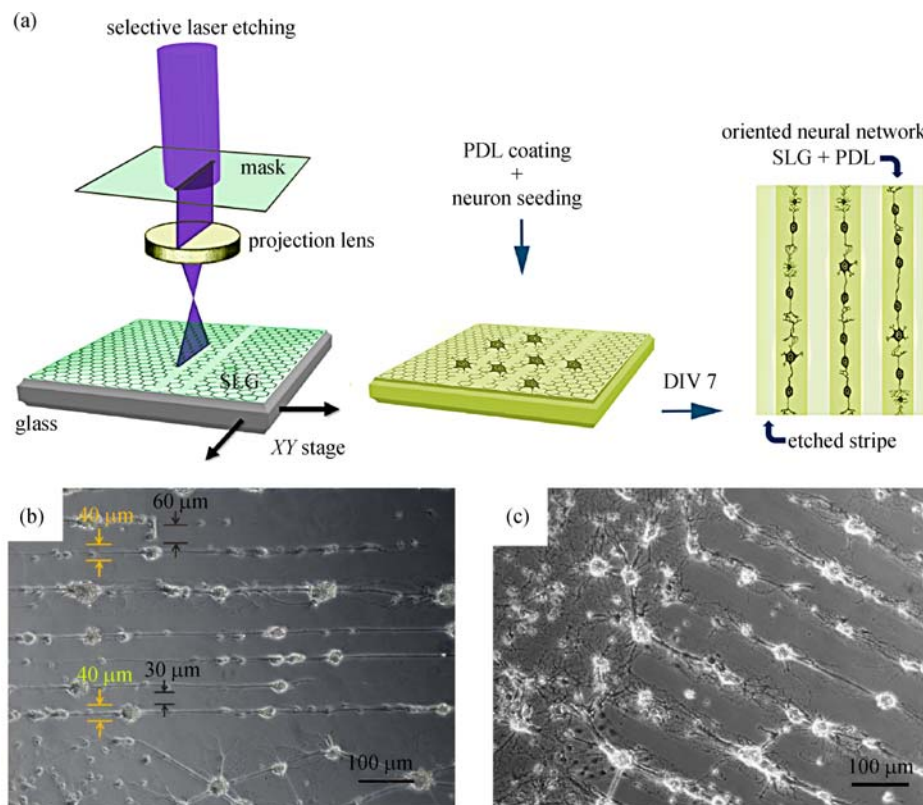 (a)
selective laser etching
mask
projection lens
SLG
glass
XY stage
PDL coating
+
neuron seeding
DIV 7
oriented neural network
SLG + PDL
etched stripe
(b)
60 μm
40 μm
40 μm
30 μm
100 μm
(c)
100 μm